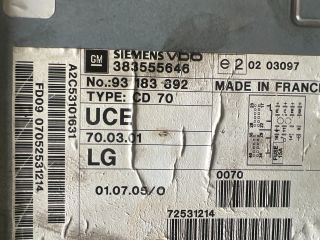 GM SIEMENS VDO
383555646
e2 02 03097
No.: 93 183 892
MADE IN FRANCE
TYPE: CD 70
UCE
70.03.01
LG
FUSE
0070
01.07.05/0
72531214
A2C53101631
FD09 07052531214